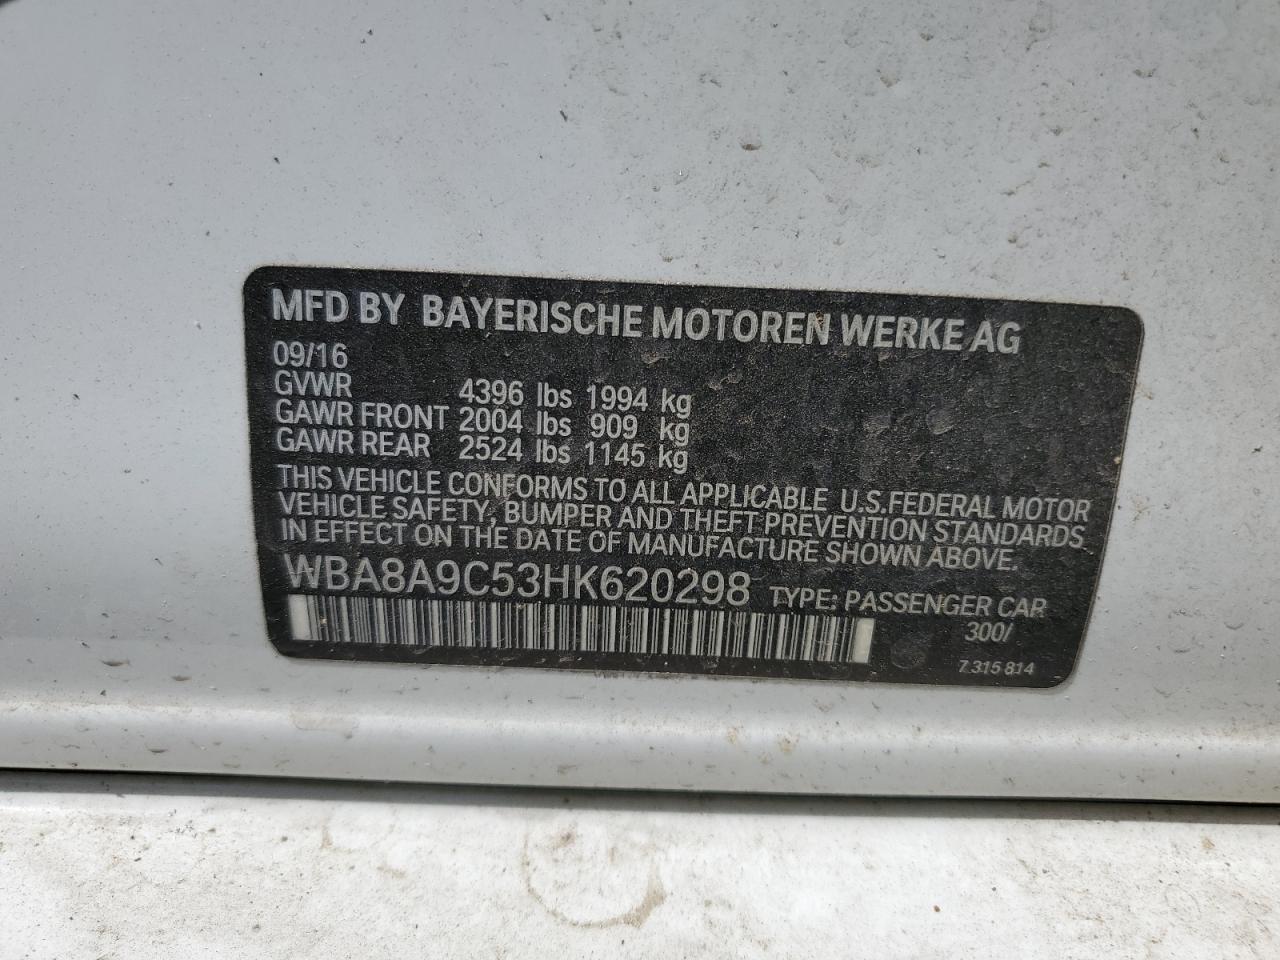 MFD BY BAYERISCHE MOTOREN WERKE AG
09/16
GVWR 4396 lbs 1994 kg
GAWR FRONT 2004 lbs 909 kg
GAWR REAR 2524 lbs 1145 kg
THIS VEHICLE CONFORMS TO ALL APPLICABLE U.S.FEDERAL MOTOR
VEHICLE SAFETY, BUMPER AND THEFT PREVENTION STANDARDS
IN EFFECT ON THE DATE OF MANUFACTURE SHOWN ABOVE.
WBA8A9C53HK620298 TYPE: PASSENGER CAR
300/
7 315 814